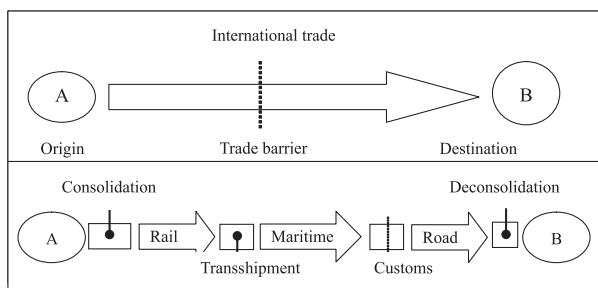 International trade
A
B
Origin
Trade barrier
Destination
Consolidation
Deconsolidation
A
Rail
Maritime
Road
B
Transshipment
Customs